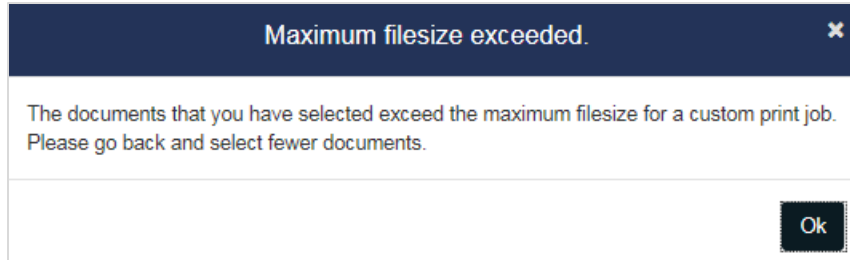 Maximum filesize exceeded.
The documents that you have selected exceed the maximum filesize for a custom print job.
Please go back and select fewer documents.
Ok